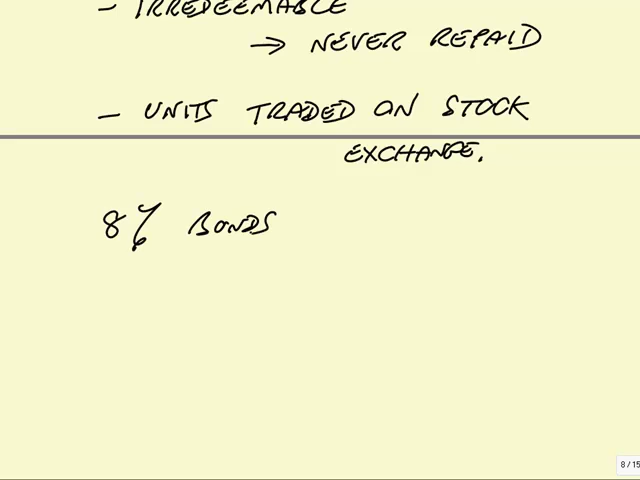 - IRREDEEMABLE
→ NEVER REPAID
- UNITS TRADED ON STOCK
EXCHANGE.
8% BONDS
8/15